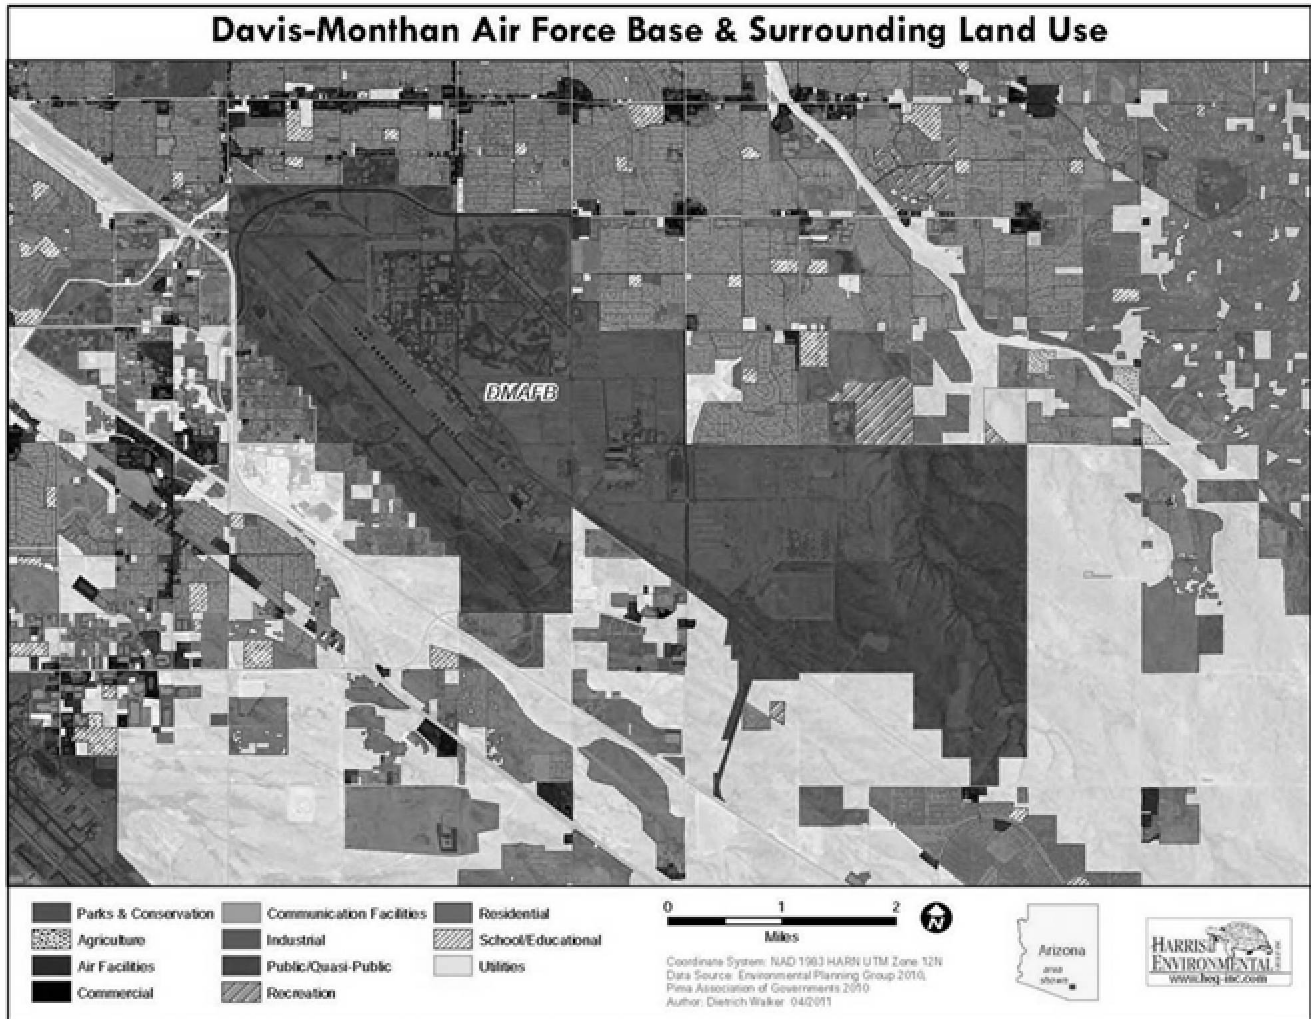 Davis-Monthan Air Force Base & Surrounding Land Use
DMAFB
Parks & Conservation
Agriculture
Air Facilities
Commercial
Communication Facilities
Industrial
Public/Quasi-Public
Recreation
Residential
School/Educational
Utilities
0 1 2
Miles
N
Coordinate System: NAD 1983 HARN UTM Zone 12N
Data Source: Environmental Planning Group 2010,
Pima Association of Governments 2010
Author: Dietrich Walker 04/2011
Arizona
area
shown
HARRIS
ENVIRONMENTAL
www.heg-inc.com